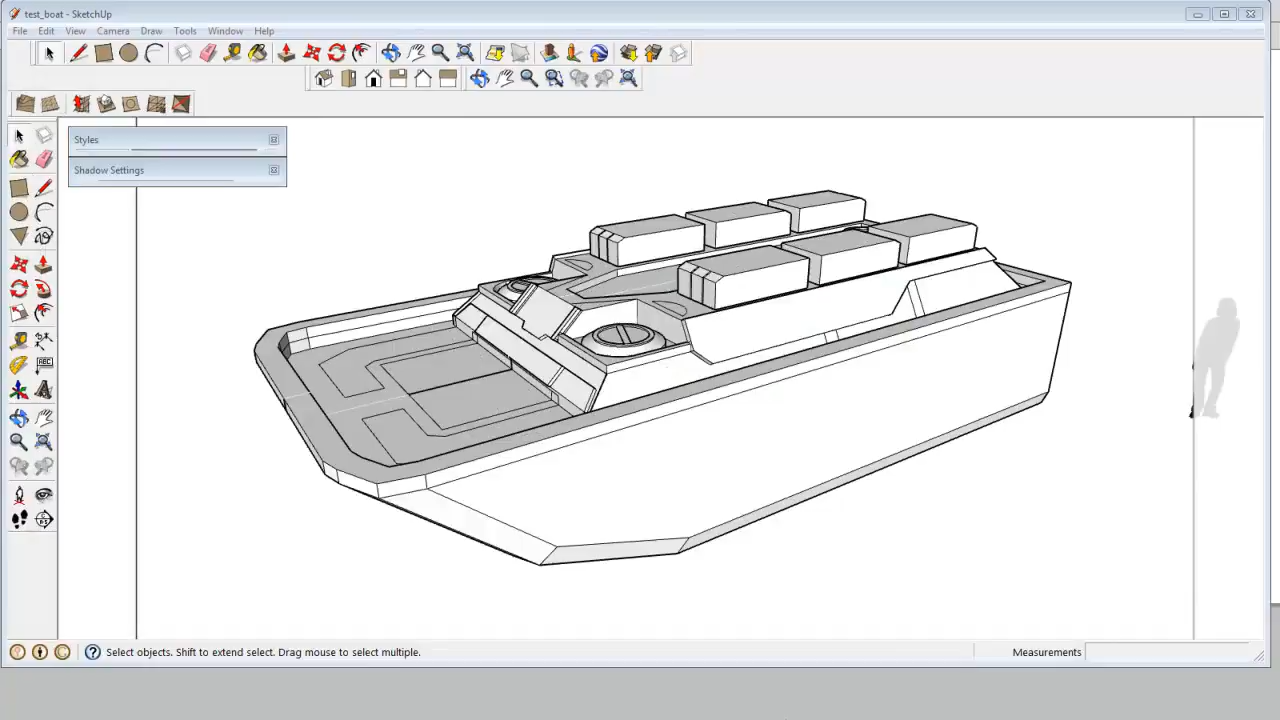 test_boat - SketchUp
File Edit View Camera Draw Tools Window Help
Styles
Shadow Settings
ABC
A
Select objects. Shift to extend select. Drag mouse to select multiple.
Measurements